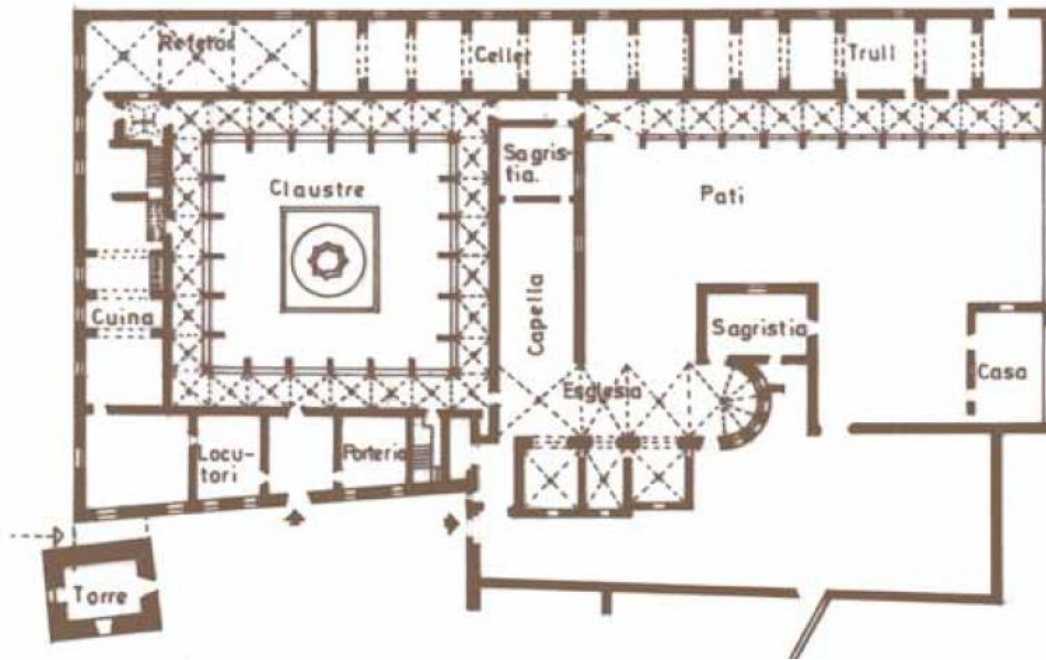 Refetor
Celler
Trull
Sagris-
tia.
Claustre
Pati
Cuina
Capella
Sagristia
Esglesia
Casa
Locu-
tori
Porteria
Torre